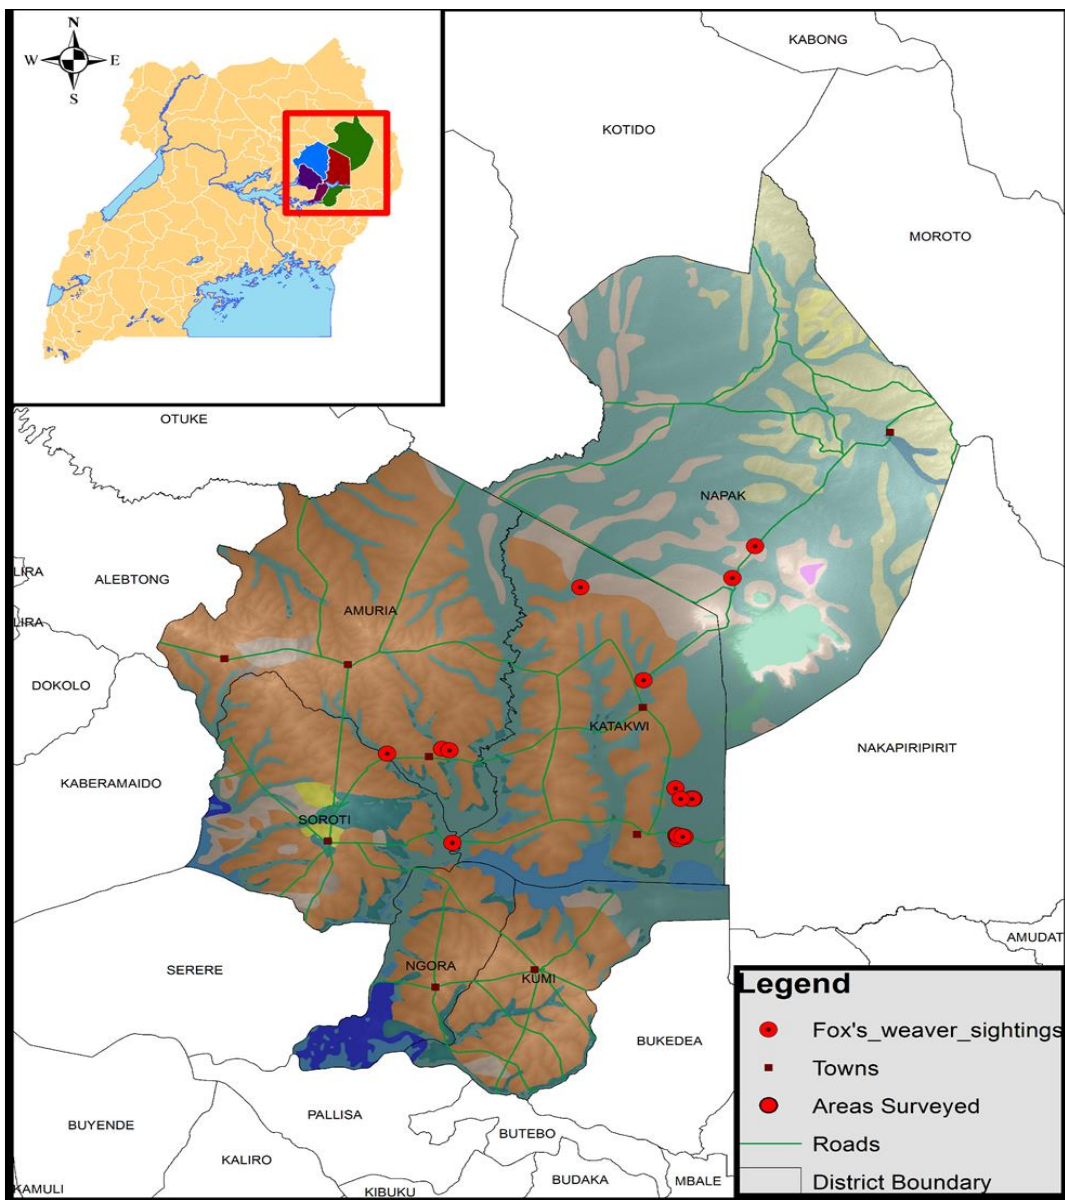 N
W E
S
KABONG
KOTIDO
MOROTO
OTUKE
NAPAK
LIRA
ALEBTONG
AMURIA
LIRA
DOKOLO
KATAKWI
NAKAPIRIPIRIT
KABERAMAIDO
SOROTI
AMUDAT
SERERE
NGORA
KUMI
BUKEDEA
PALLISA
BUYENDE
BUTEBO
KALIRO
BUDAKA
MBALE
KAMULI
KIBUKU
Legend
Fox's_weaver_sightings
Towns
Areas Surveyed
Roads
District Boundary